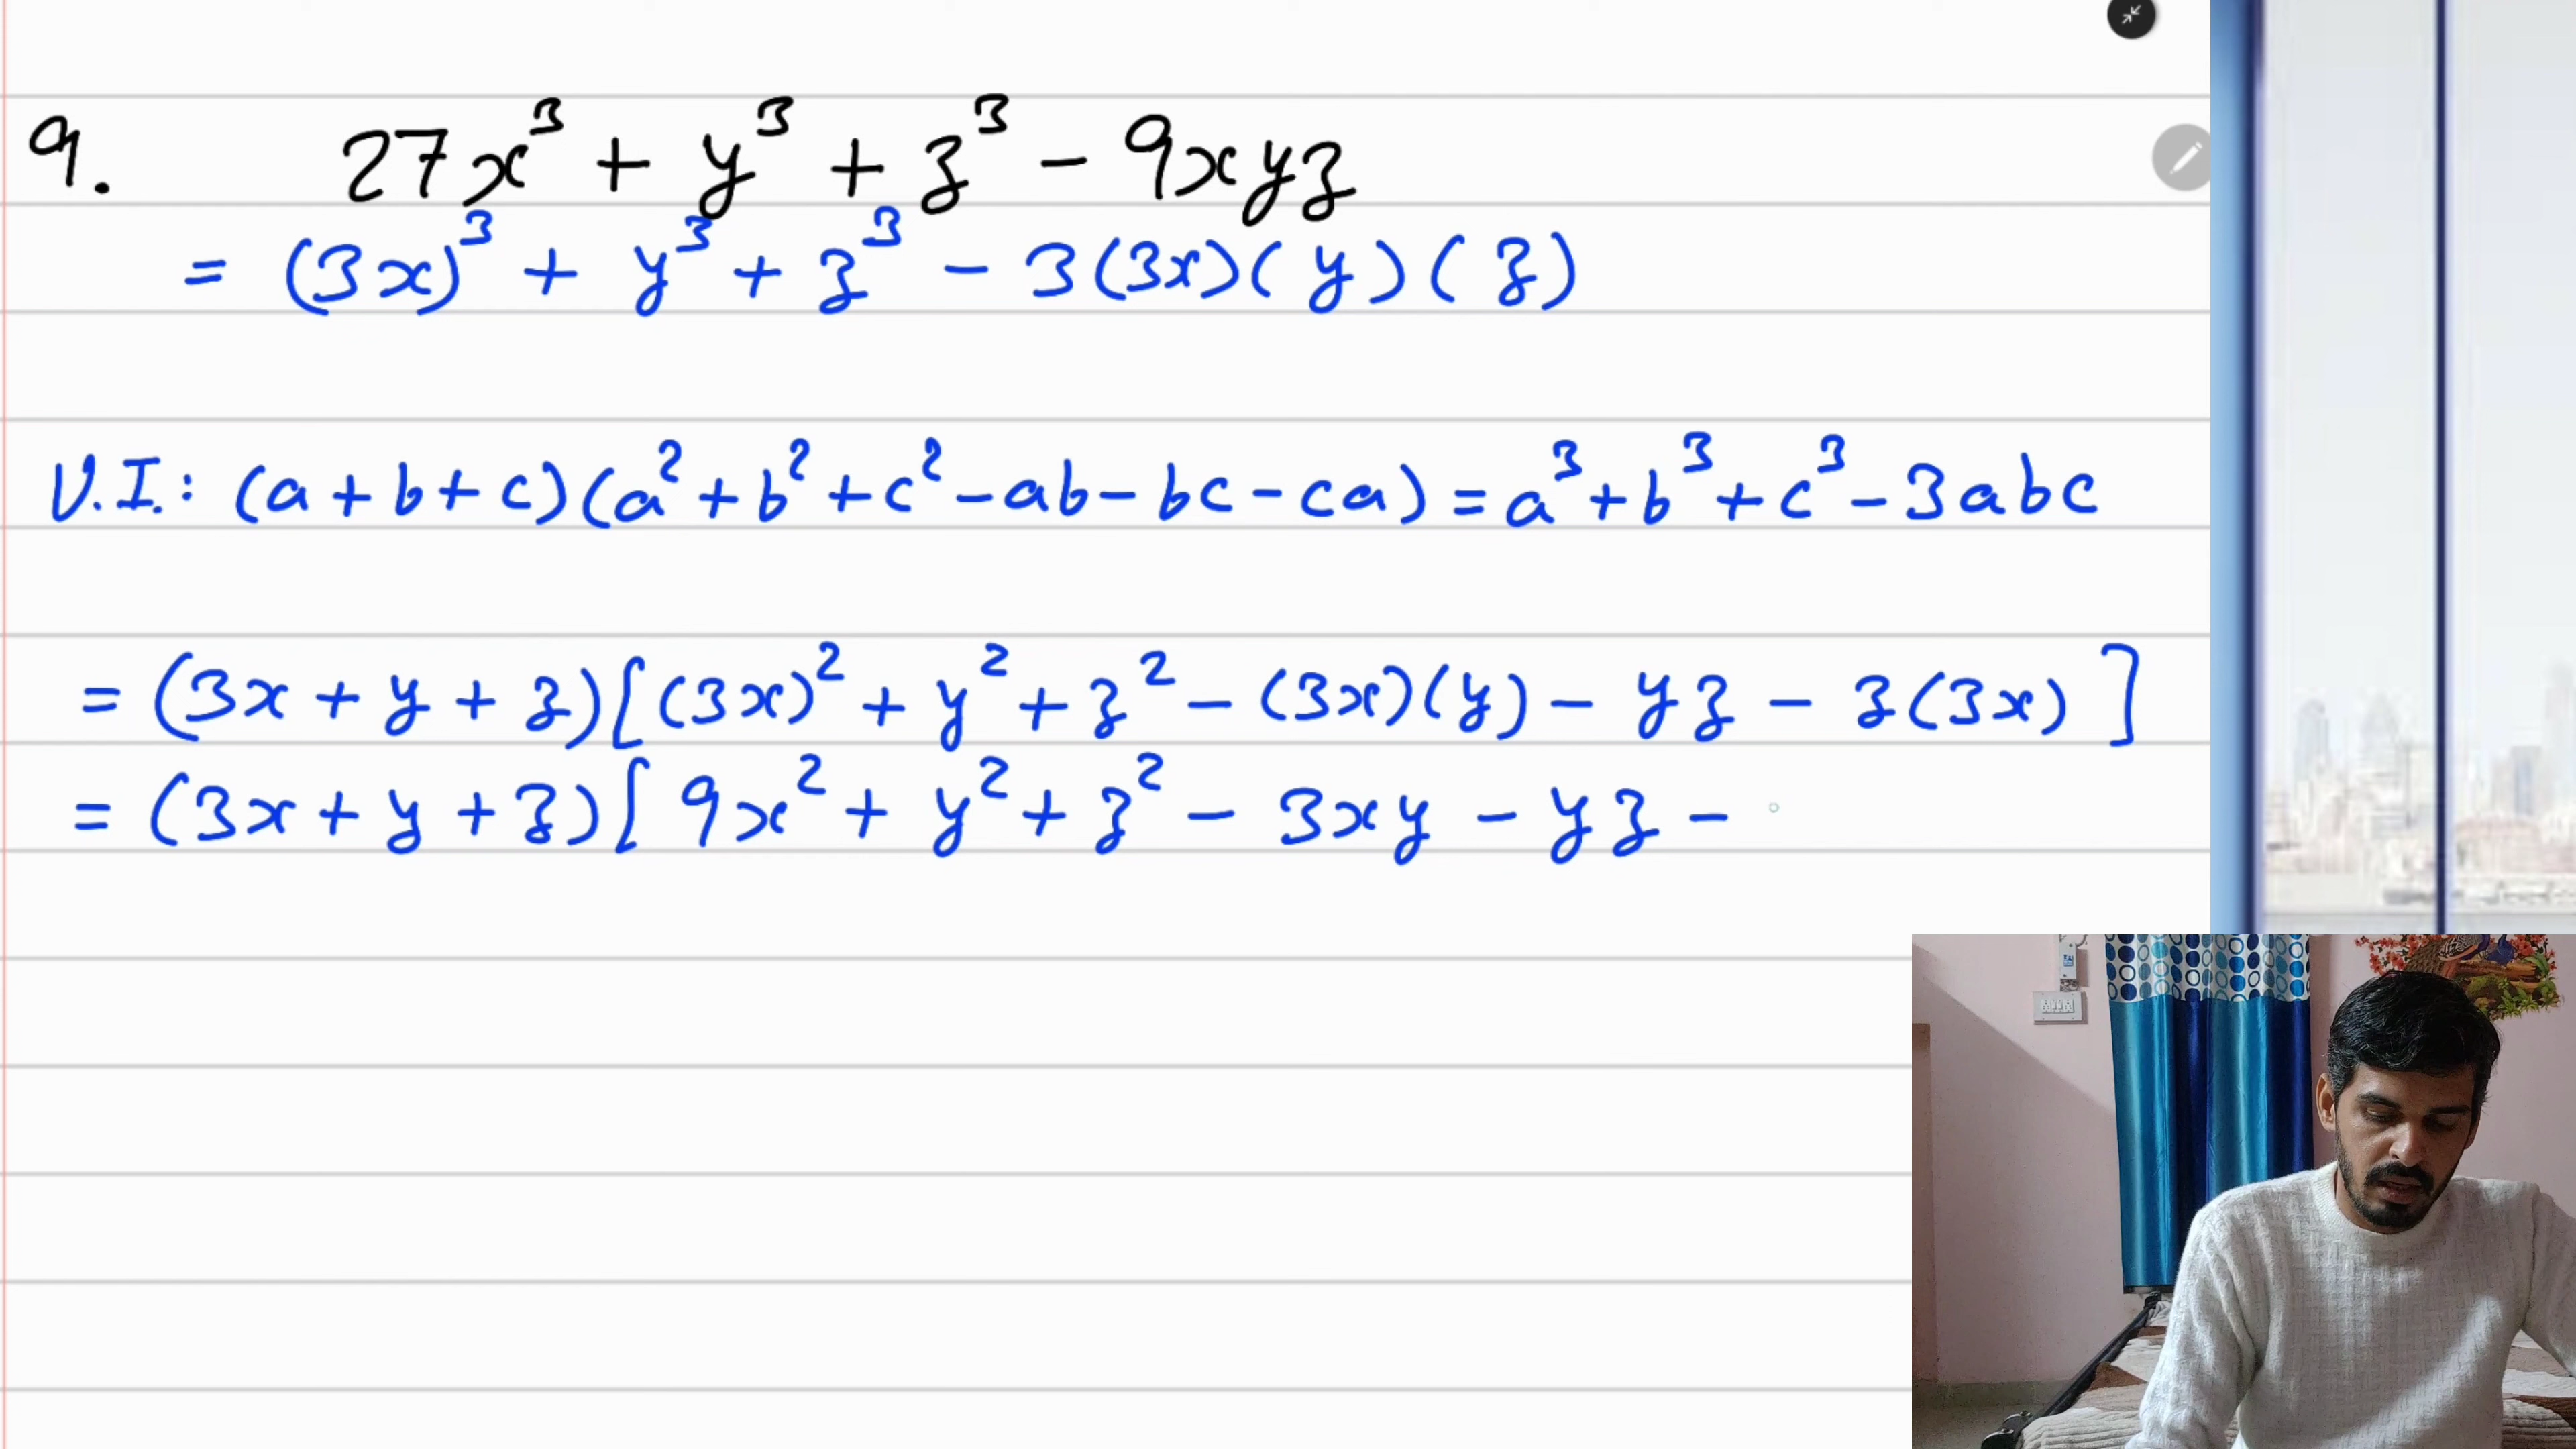 9. 27x³ + y³ + z³ - 9xyz
= (3x)³ + y³ + z³ - 3(3x)(y)(z)
V.I: (a + b + c)(a² + b² + c² - ab - bc - ca) = a³ + b³ + c³ - 3abc
= (3x + y + z)[(3x)² + y² + z² - (3x)(y) - yz - z(3x)]
= (3x + y + z)[9x² + y² + z² - 3xy - yz -